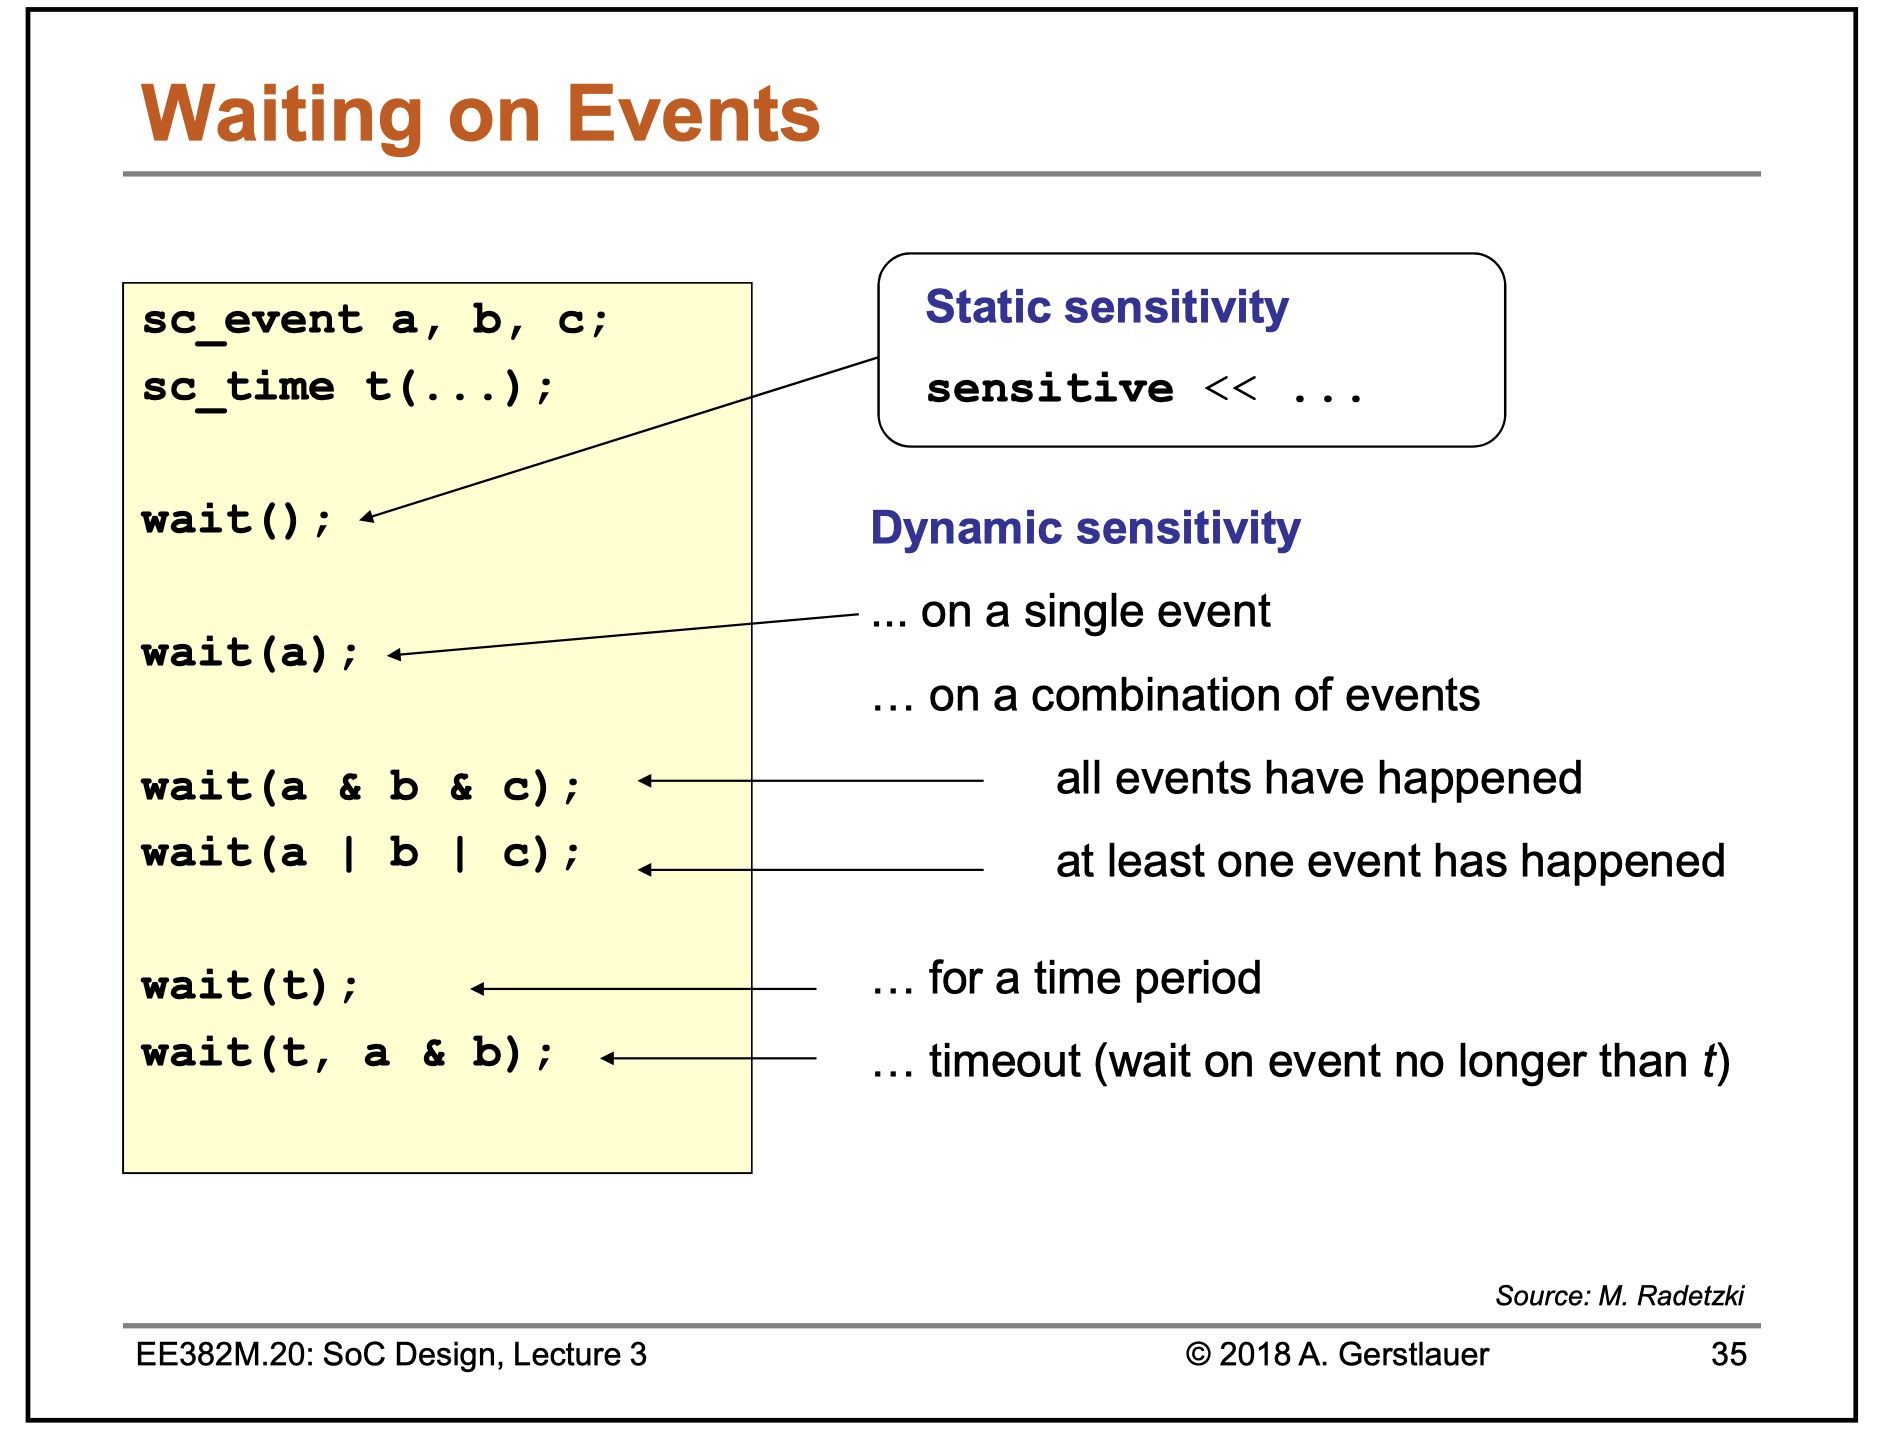 Waiting on Events
sc_event a, b, c;
sc_time t(...);
wait();
wait(a);
wait(a & b & c);
wait(a | b | c);
wait(t);
wait(t, a & b);
Static sensitivity
sensitive << ...
Dynamic sensitivity
... on a single event
… on a combination of events
all events have happened
at least one event has happened
… for a time period
… timeout (wait on event no longer than t)
Source: M. Radetzki
EE382M.20: SoC Design, Lecture 3
© 2018 A. Gerstlauer
35